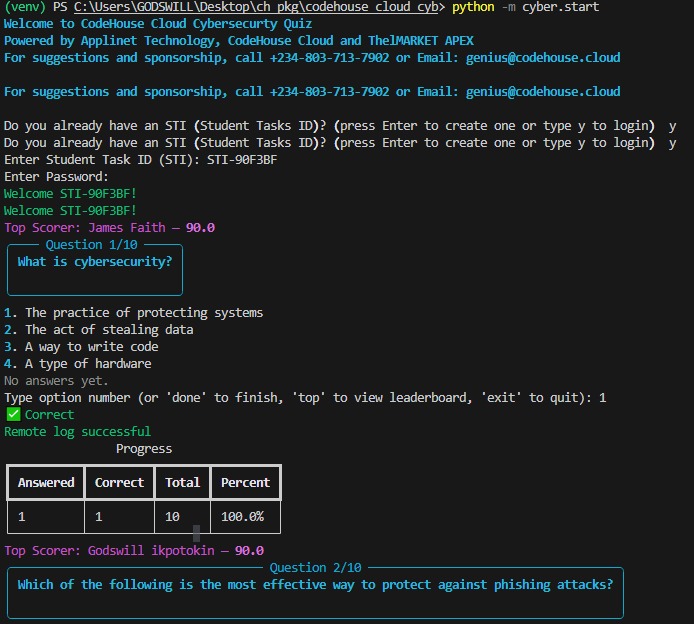 (venv) PS C:\Users\GODSWILL\Desktop\ch_pkg\codehouse_cloud_cyb> python -m cyber.start
Welcome to CodeHouse Cloud Cybersecurty Quiz
Powered by Applinet Technology, CodeHouse Cloud and TheIMARKET APEX
For suggestions and sponsorship, call +234-803-713-7902 or Email: genius@codehouse.cloud
For suggestions and sponsorship, call +234-803-713-7902 or Email: genius@codehouse.cloud
Do you already have an STI (Student Tasks ID)? (press Enter to create one or type y to login)  y
Do you already have an STI (Student Tasks ID)? (press Enter to create one or type y to login)  y
Enter Student Task ID (STI): STI-90F3BF
Enter Password:
Welcome STI-90F3BF!
Welcome STI-90F3BF!
Top Scorer: James Faith — 90.0
Question 1/10
What is cybersecurity?
1. The practice of protecting systems
2. The act of stealing data
3. A way to write code
4. A type of hardware
No answers yet.
Type option number (or 'done' to finish, 'top' to view leaderboard, 'exit' to quit): 1
✅ Correct
Remote log successful
Progress
Answered Correct Total Percent
1 1 10 100.0%
Top Scorer: Godswill ikpotokin — 90.0
Question 2/10
Which of the following is the most effective way to protect against phishing attacks?